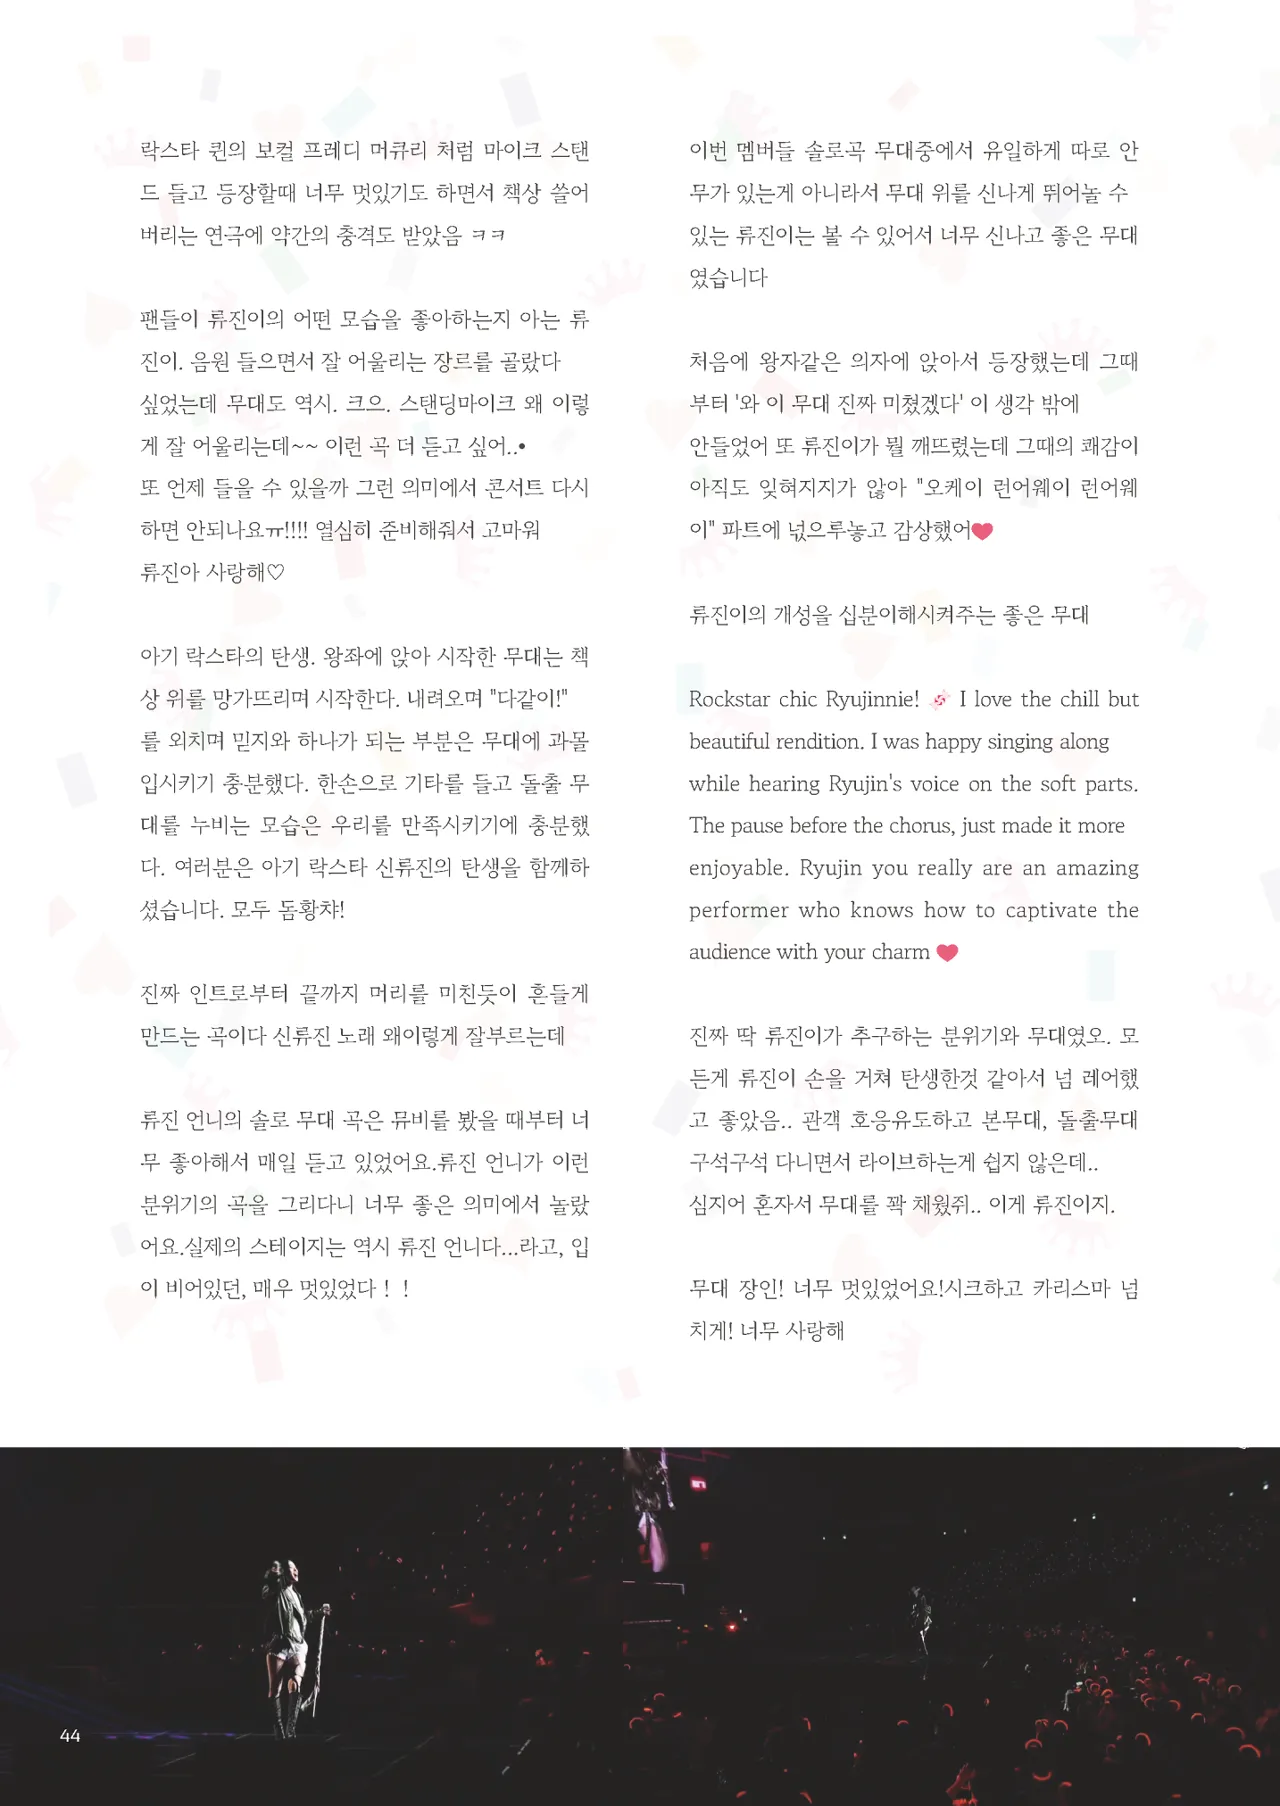 락스타 퀸의 보컬 프레디 머큐리 처럼 마이크 스탠
드 들고 등장할때 너무 멋있기도 하면서 책상 쓸어
버리는 연극에 약간의 충격도 받았음 ㅋㅋ
팬들이 류진이의 어떤 모습을 좋아하는지 아는 류
진이. 음원 들으면서 잘 어울리는 장르를 골랐다
싶었는데 무대도 역시. 크으. 스탠딩마이크 왜 이렇
게 잘 어울리는데~~ 이런 곡 더 듣고 싶어..•
또 언제 들을 수 있을까 그런 의미에서 콘서트 다시
하면 안되나요ㅠ!!!! 열심히 준비해줘서 고마워
류진아 사랑해♡
아기 락스타의 탄생. 왕좌에 앉아 시작한 무대는 책
상 위를 망가뜨리며 시작한다. 내려오며 "다같이!"
를 외치며 믿지와 하나가 되는 부분은 무대에 과몰
입시키기 충분했다. 한손으로 기타를 들고 돌출 무
대를 누비는 모습은 우리를 만족시키기에 충분했
다. 여러분은 아기 락스타 신류진의 탄생을 함께하
셨습니다. 모두 돔황챠!
진짜 인트로부터 끝까지 머리를 미친듯이 흔들게
만드는 곡이다 신류진 노래 왜이렇게 잘부르는데
류진 언니의 솔로 무대 곡은 뮤비를 봤을 때부터 너
무 좋아해서 매일 듣고 있었어요.류진 언니가 이런
분위기의 곡을 그리다니 너무 좋은 의미에서 놀랐
어요.실제의 스테이지는 역시 류진 언니다...라고, 입
이 비어있던, 매우 멋있었다！！
이번 멤버들 솔로곡 무대중에서 유일하게 따로 안
무가 있는게 아니라서 무대 위를 신나게 뛰어놀 수
있는 류진이는 볼 수 있어서 너무 신나고 좋은 무대
였습니다
처음에 왕자같은 의자에 앉아서 등장했는데 그때
부터 '와 이 무대 진짜 미쳤겠다' 이 생각 밖에
안들었어 또 류진이가 뭘 깨뜨렸는데 그때의 쾌감이
아직도 잊혀지지가 않아 "오케이 런어웨이 런어웨
이" 파트에 넋으루놓고 감상했어❤
류진이의 개성을 십분이해시켜주는 좋은 무대
Rockstar chic Ryujinnie! 🍬 I love the chill but
beautiful rendition. I was happy singing along
while hearing Ryujin's voice on the soft parts.
The pause before the chorus, just made it more
enjoyable. Ryujin you really are an amazing
performer who knows how to captivate the
audience with your charm ❤
진짜 딱 류진이가 추구하는 분위기와 무대였오. 모
든게 류진이 손을 거쳐 탄생한것 같아서 넘 레어했
고 좋았음.. 관객 호응유도하고 본무대, 돌출무대
구석구석 다니면서 라이브하는게 쉽지 않은데..
심지어 혼자서 무대를 꽉 채웠쥐.. 이게 류진이지.
무대 장인! 너무 멋있었어요!시크하고 카리스마 넘
치게! 너무 사랑해
44